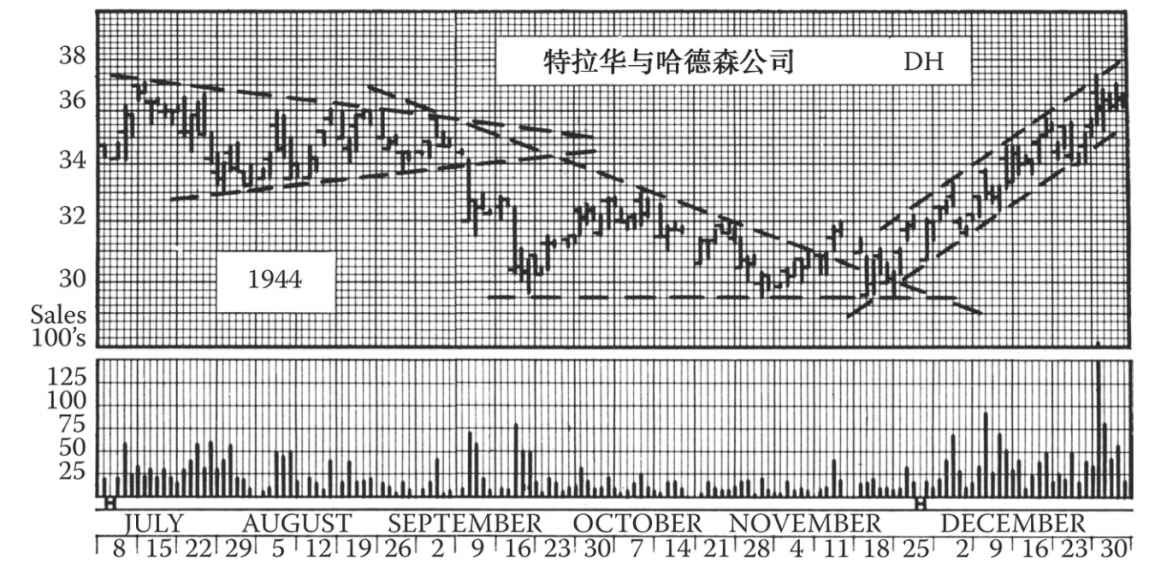 特拉华与哈德森公司 DH
38
36
34
32
30
1944
Sales
100's
125
100
75
50
25
H H
JULY AUGUST SEPTEMBER OCTOBER NOVEMBER DECEMBER
8 15 22 29 5 12 19 26 2 9 16 23 30 7 14 21 28 4 11 18 25 2 9 16 23 30